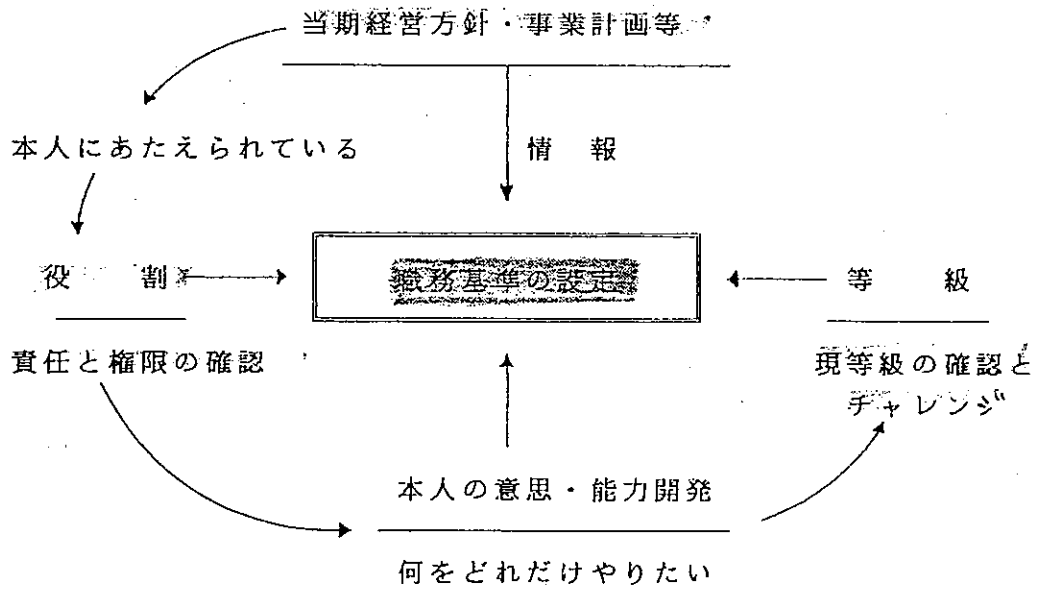 当期経営方針・事業計画等
本人にあたえられている
情　報
役　　割
職務基準の設定
等　　級
責任と権限の確認
現等級の確認と
チャレンジ
本人の意思・能力開発
何をどれだけやりたい